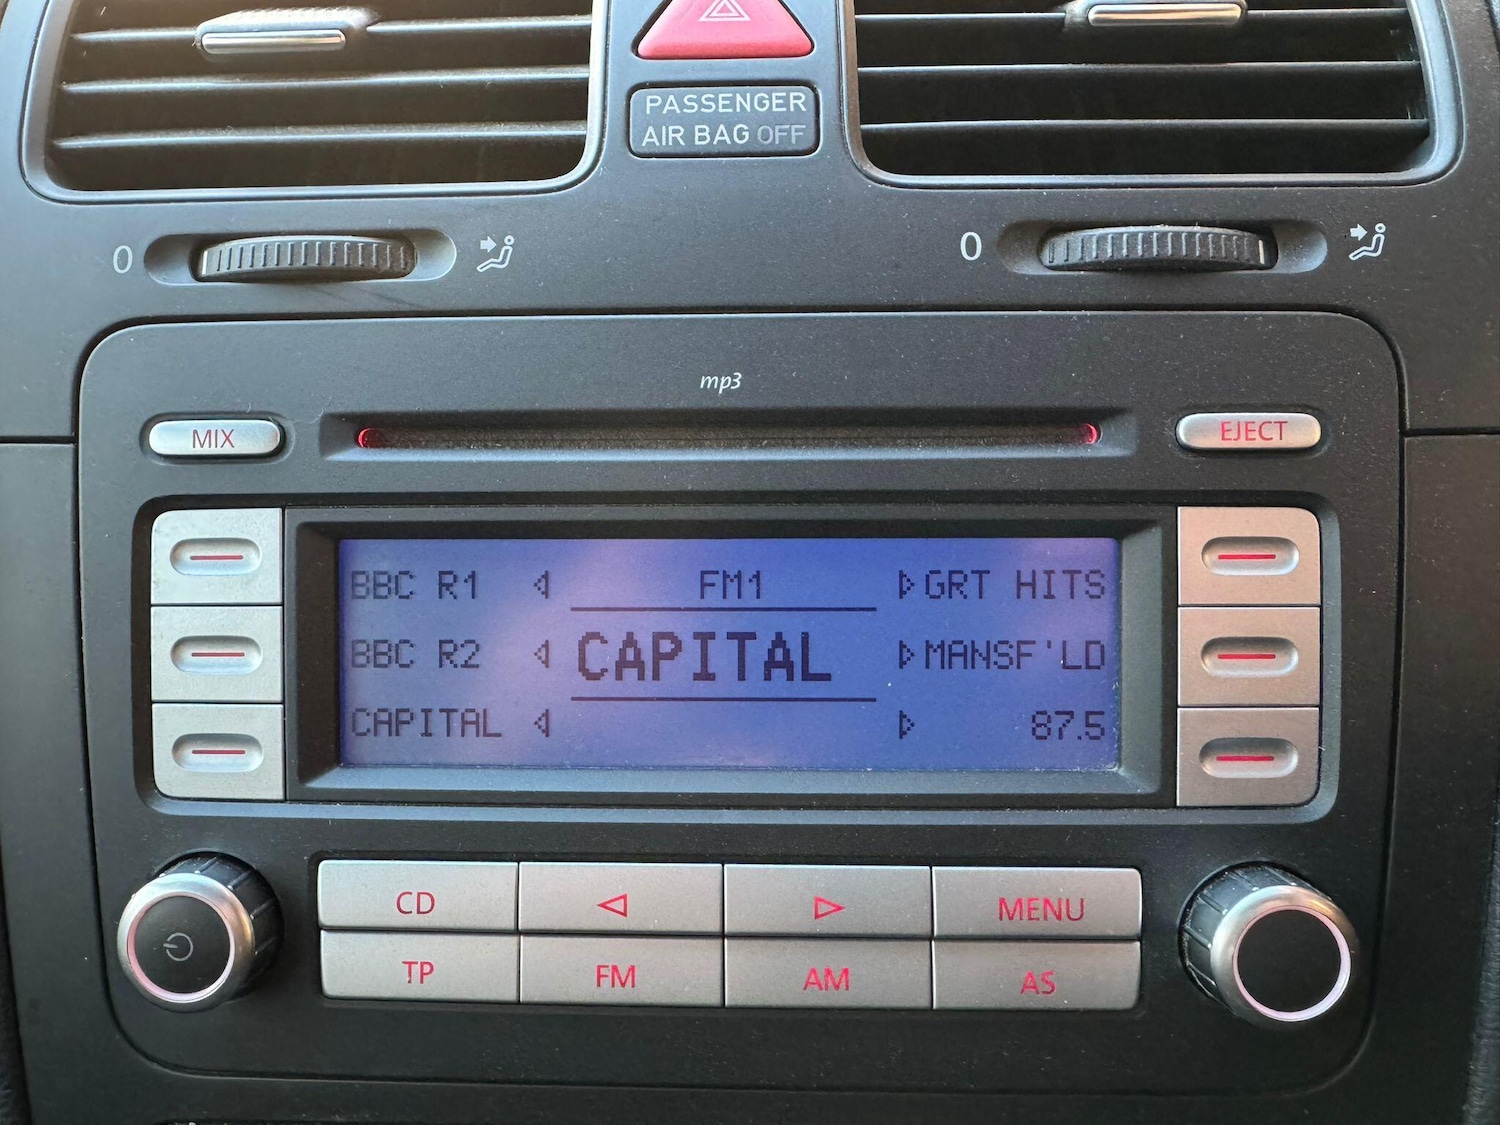 PASSENGER
AIR BAG OFF
0
0
mp3
MIX
EJECT
BBC R1
FM1
GRT HITS
BBC R2
CAPITAL
MANSF'LD
CAPITAL
87.5
CD
MENU
TP
FM
AM
AS